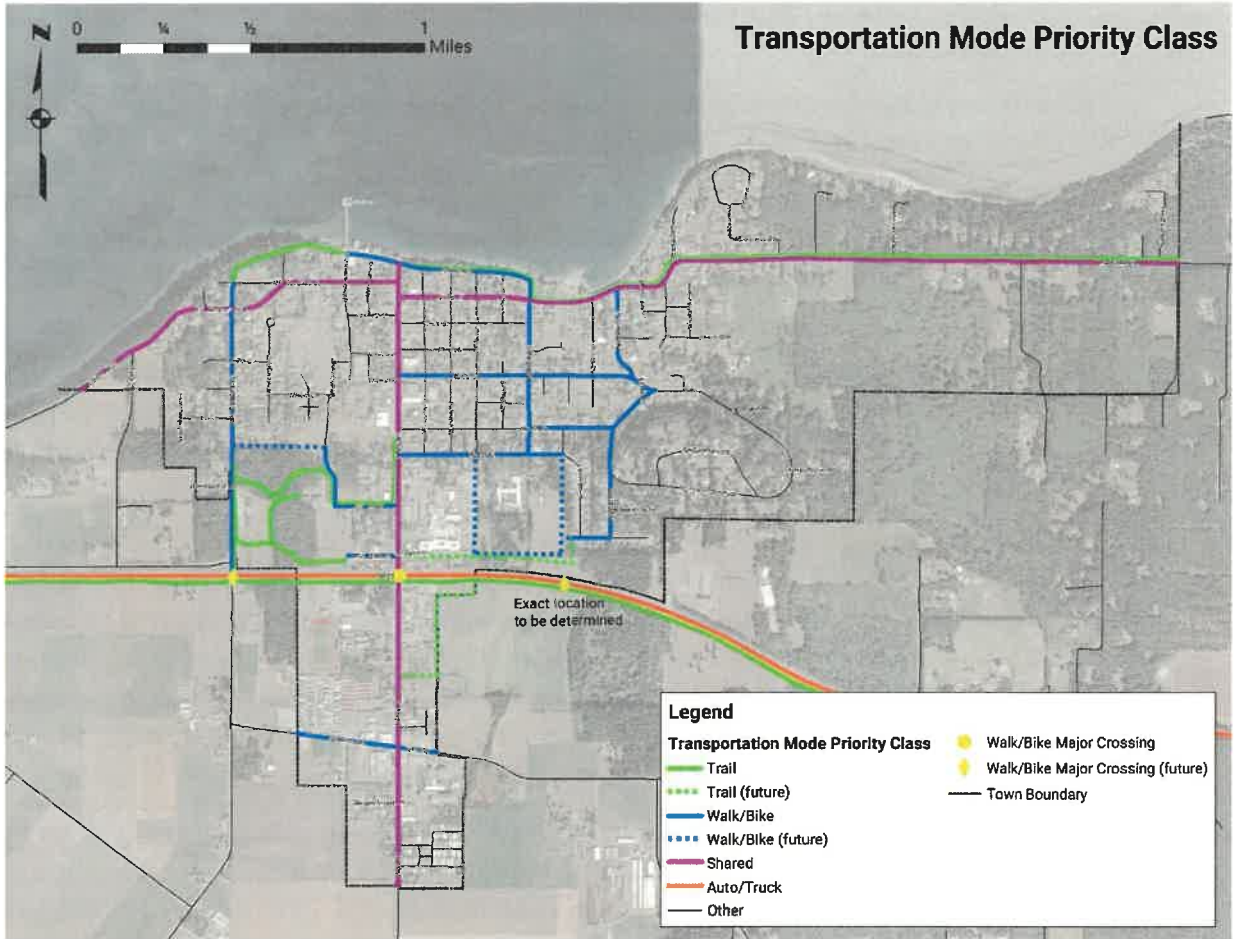 Transportation Mode Priority Class
N
0 ¼ ½ 1
Miles
Exact location
to be determined
Legend
Transportation Mode Priority Class
Trail
Trail (future)
Walk/Bike
Walk/Bike (future)
Shared
Auto/Truck
Other
Walk/Bike Major Crossing
Walk/Bike Major Crossing (future)
Town Boundary